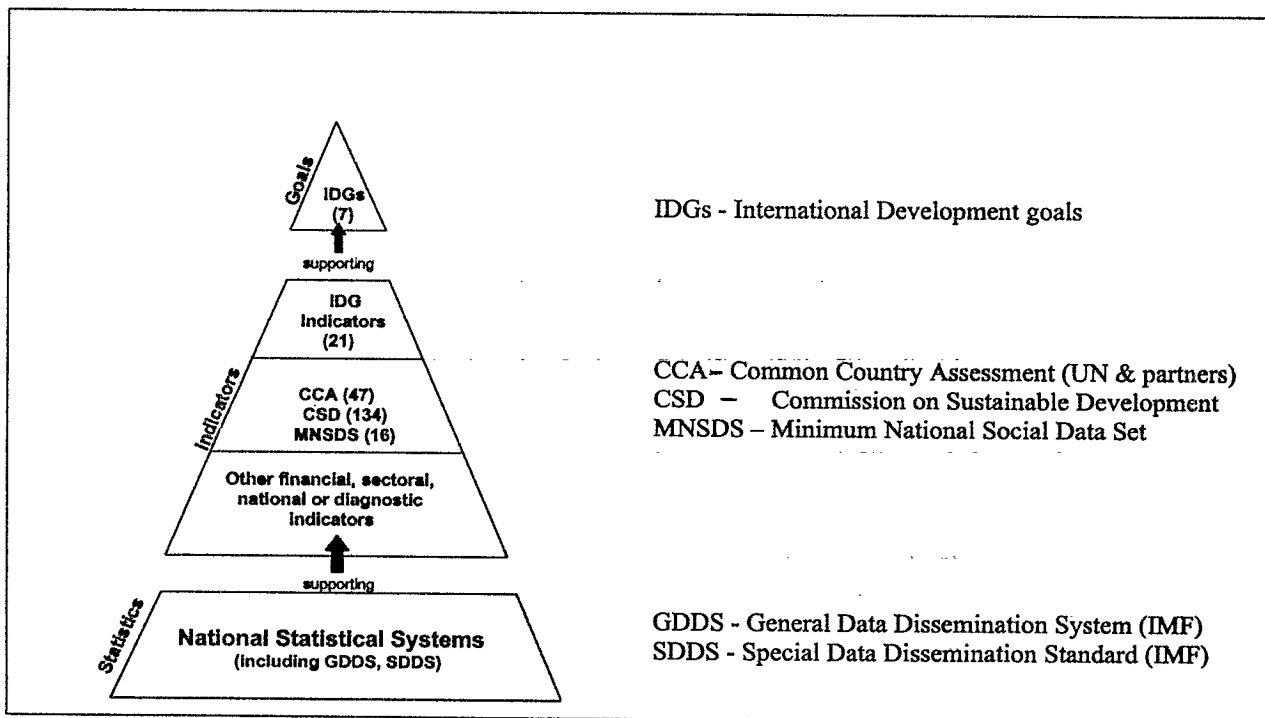 Goals
IDGs
(7)
IDGs - International Development goals
supporting
IDG
Indicators
(21)
Indicators
CCA (47)
CSD (134)
MNSDS (16)
CCA – Common Country Assessment (UN & partners)
CSD – Commission on Sustainable Development
MNSDS – Minimum National Social Data Set
Other financial, sectoral,
national or diagnostic
indicators
supporting
Statistics
National Statistical Systems
(including GDDS, SDDS)
GDDS - General Data Dissemination System (IMF)
SDDS - Special Data Dissemination Standard (IMF)